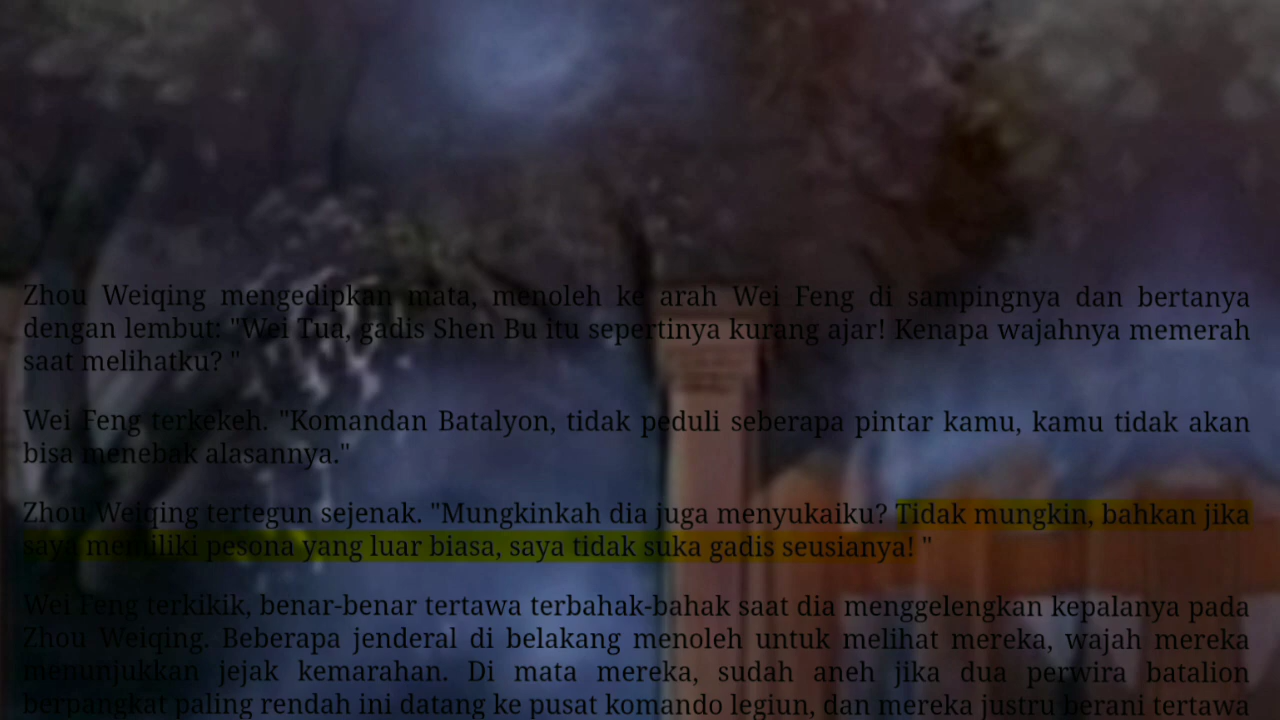 Zhou Weiqing mengedipkan mata, menoleh ke arah Wei Feng di sampingnya dan bertanya
dengan lembut: "Wei Tua, gadis Shen Bu itu sepertinya kurang ajar! Kenapa wajahnya memerah
saat melihatku? "
Wei Feng terkekeh. "Komandan Batalyon, tidak peduli seberapa pintar kamu, kamu tidak akan
bisa menebak alasannya."
Zhou Weiqing tertegun sejenak. "Mungkinkah dia juga menyukaiku? Tidak mungkin, bahkan jika
saya memiliki pesona yang luar biasa, saya tidak suka gadis seusianya! "
Wei Feng terkikik, benar-benar tertawa terbahak-bahak saat dia menggelengkan kepalanya pada
Zhou Weiqing. Beberapa jenderal di belakang menoleh untuk melihat mereka, wajah mereka
menunjukkan jejak kemarahan. Di mata mereka, sudah aneh jika dua perwira batalion
berpangkat paling rendah ini datang ke pusat komando legiun, dan mereka justru berani tertawa